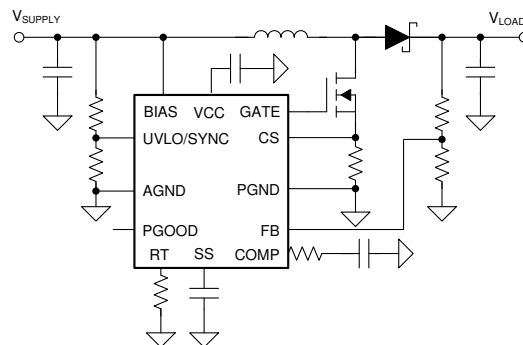 VSUPPLY
VLOAD
BIAS
VCC
GATE
UVLO/SYNC
CS
AGND
PGND
PGOOD
FB
RT
SS
COMP